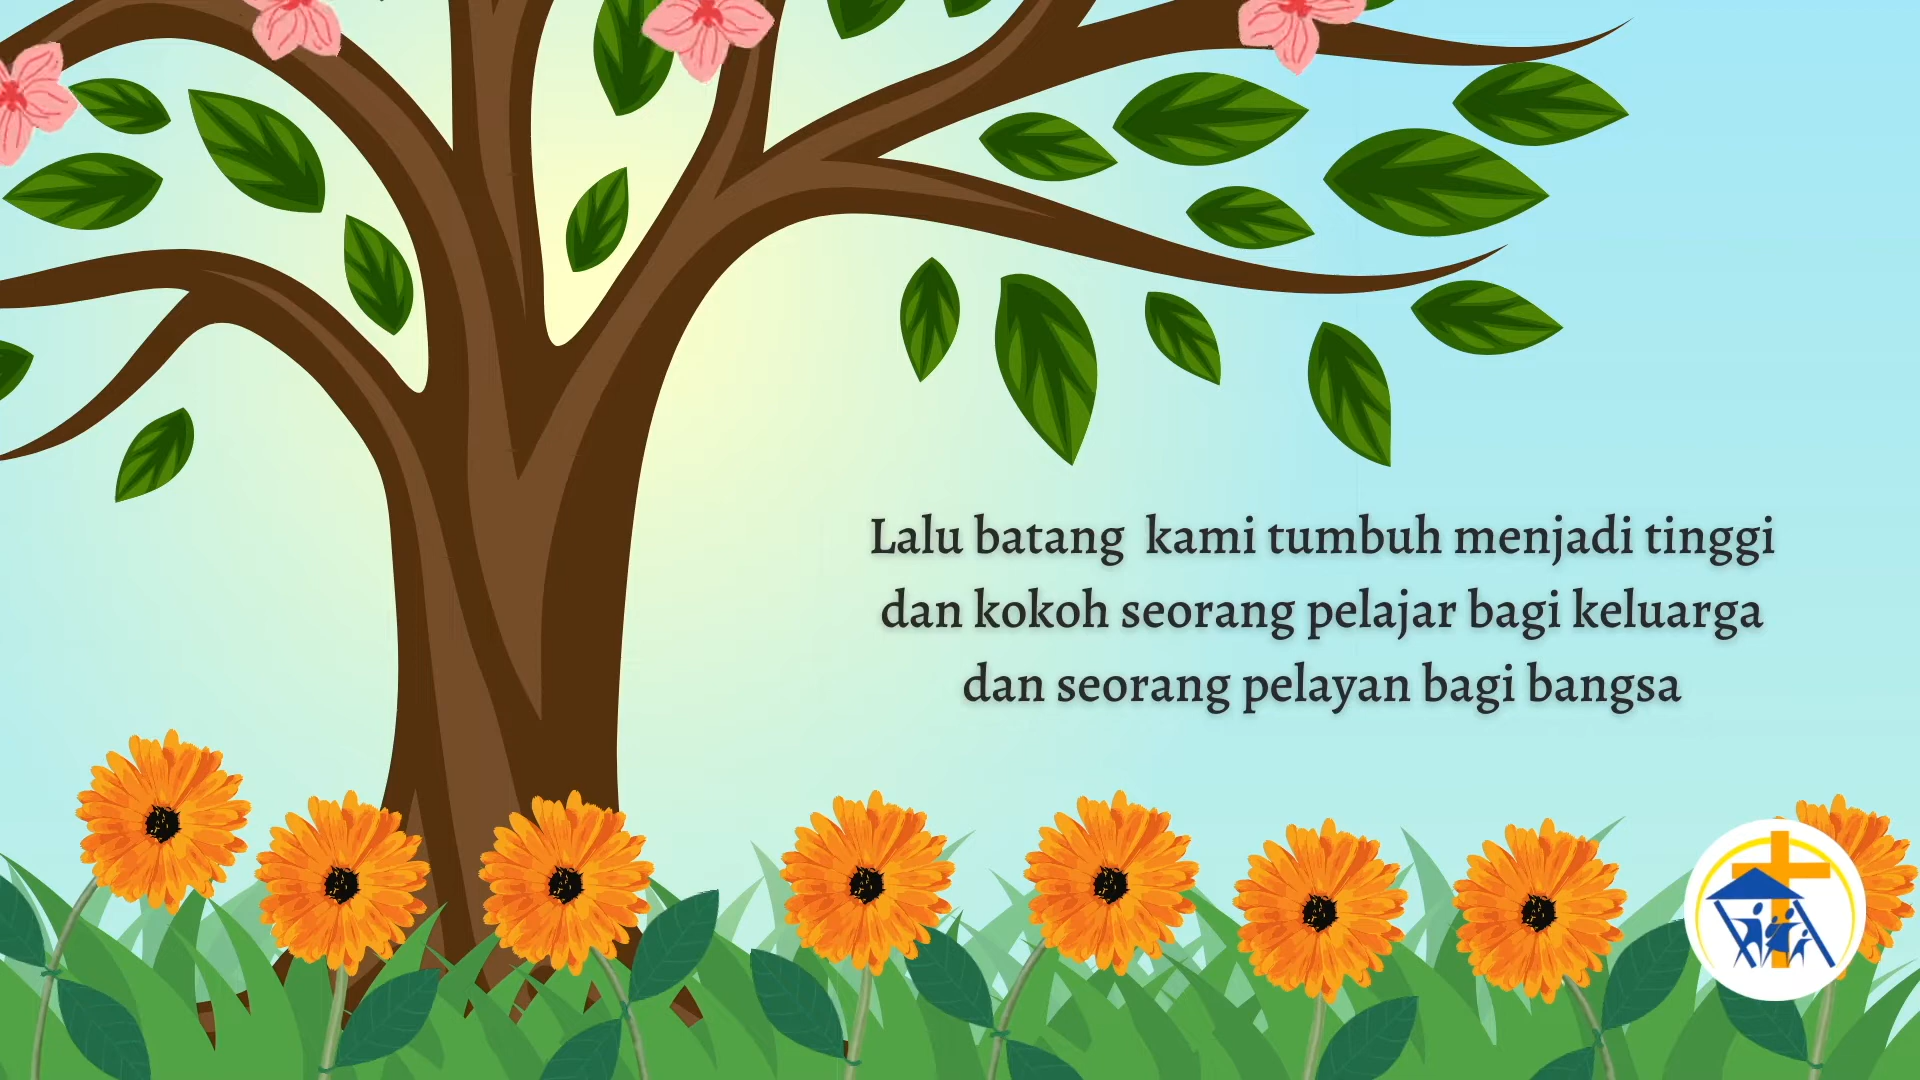 Lalu batang kami tumbuh menjadi tinggi
dan kokoh seorang pelajar bagi keluarga
dan seorang pelayan bagi bangsa